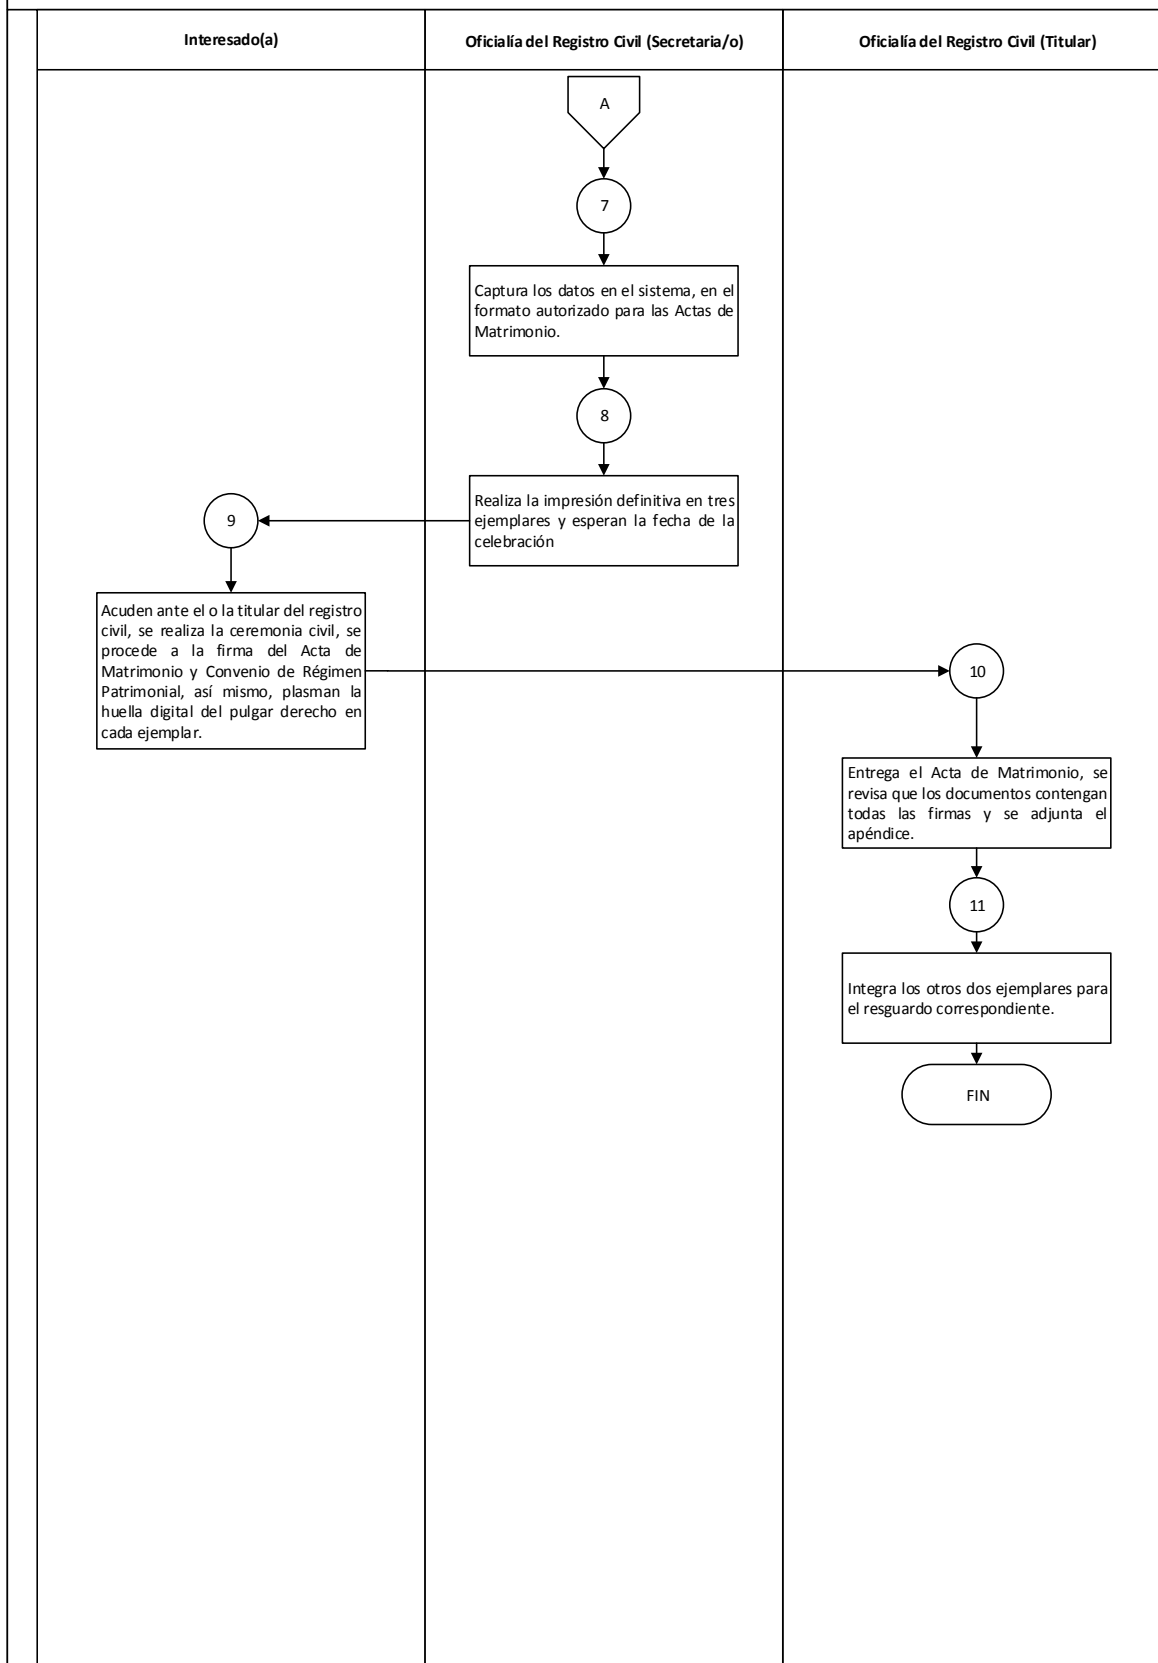 Interesado(a)
Oficialía del Registro Civil (Secretaria/o)
Oficialía del Registro Civil (Titular)
A
7
Captura los datos en el sistema, en el
formato autorizado para las Actas de
Matrimonio.
8
Realiza la impresión definitiva en tres
ejemplares y esperan la fecha de la
celebración
9
Acuden ante el o la titular del registro
civil, se realiza la ceremonia civil, se
procede a la firma del Acta de
Matrimonio y Convenio de Régimen
Patrimonial, así mismo, plasman la
huella digital del pulgar derecho en
cada ejemplar.
10
Entrega el Acta de Matrimonio, se
revisa que los documentos contengan
todas las firmas y se adjunta el
apéndice.
11
Integra los otros dos ejemplares para
el resguardo correspondiente.
FIN